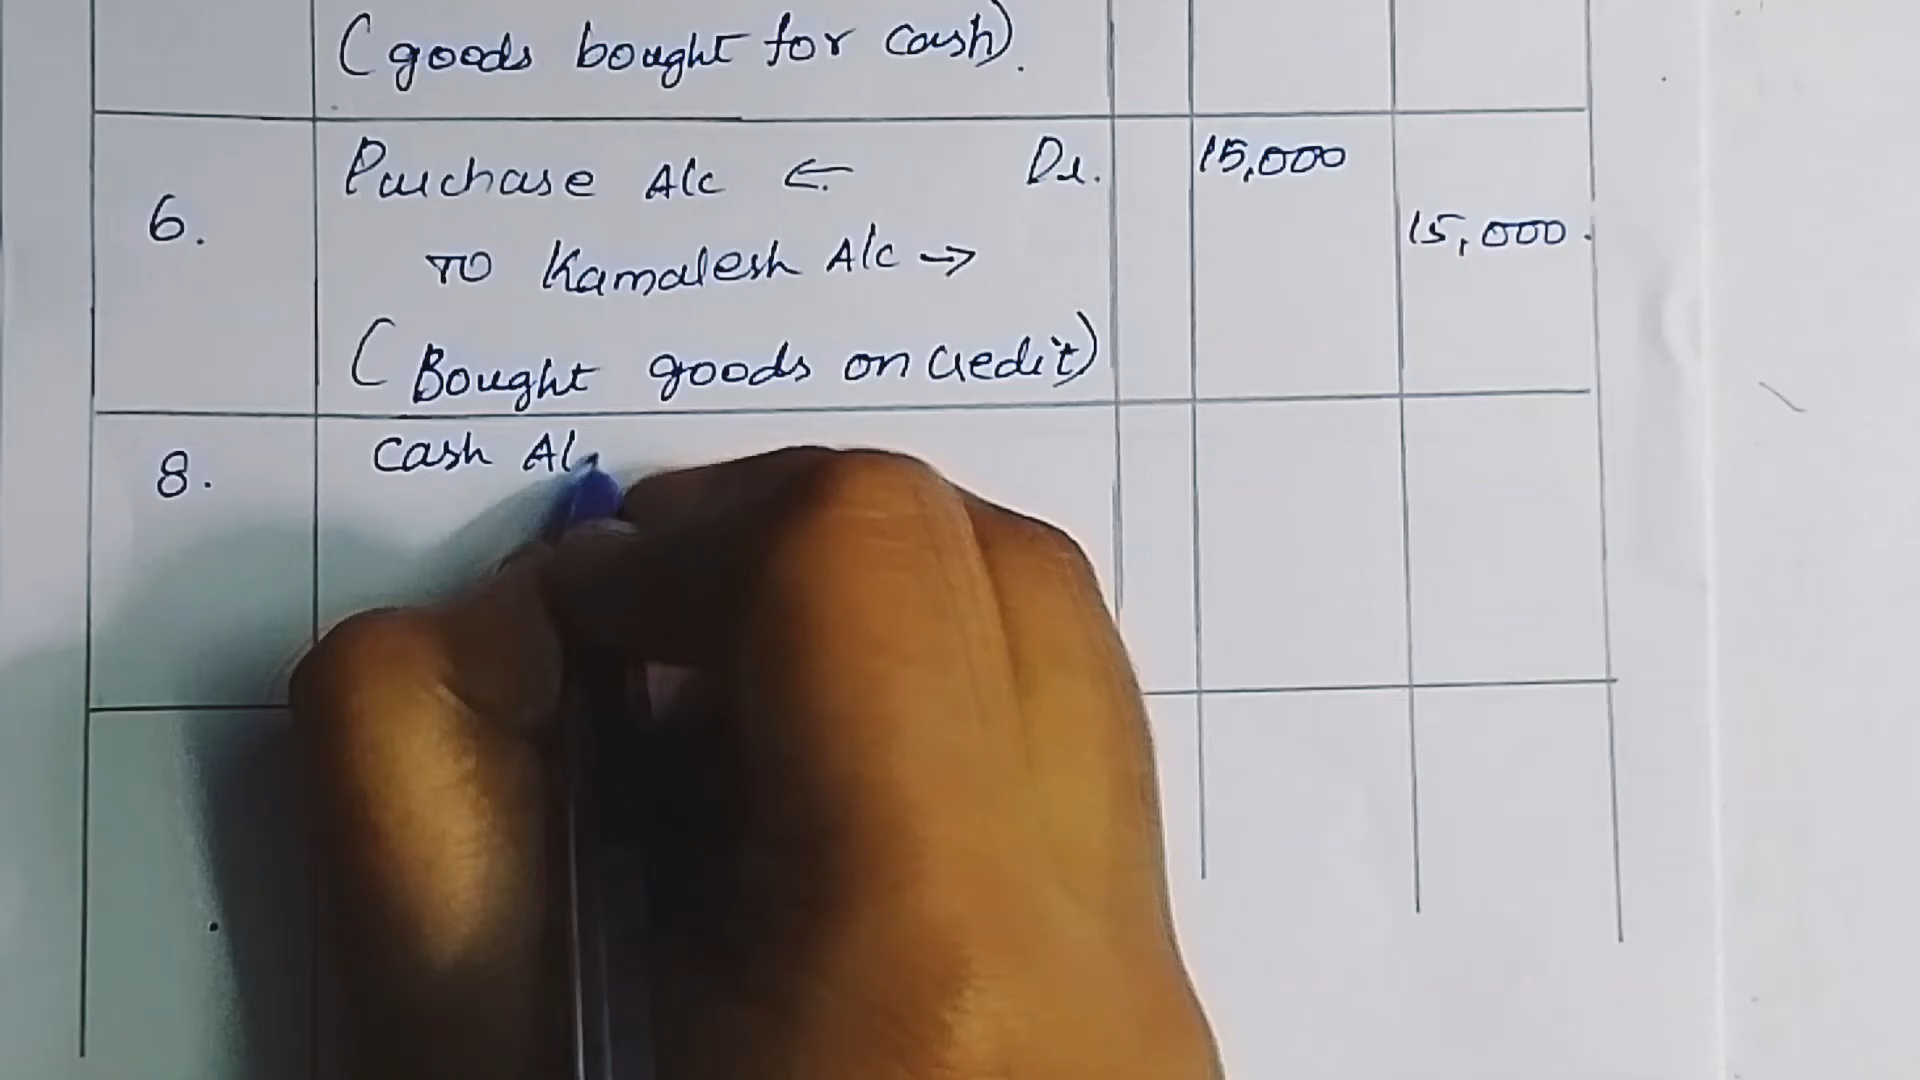 (goods bought for cash).
6. Purchase A/c ← Dr. 15,000
To Kamalesh A/c → 15,000.
(Bought goods on credit)
8. Cash A/c